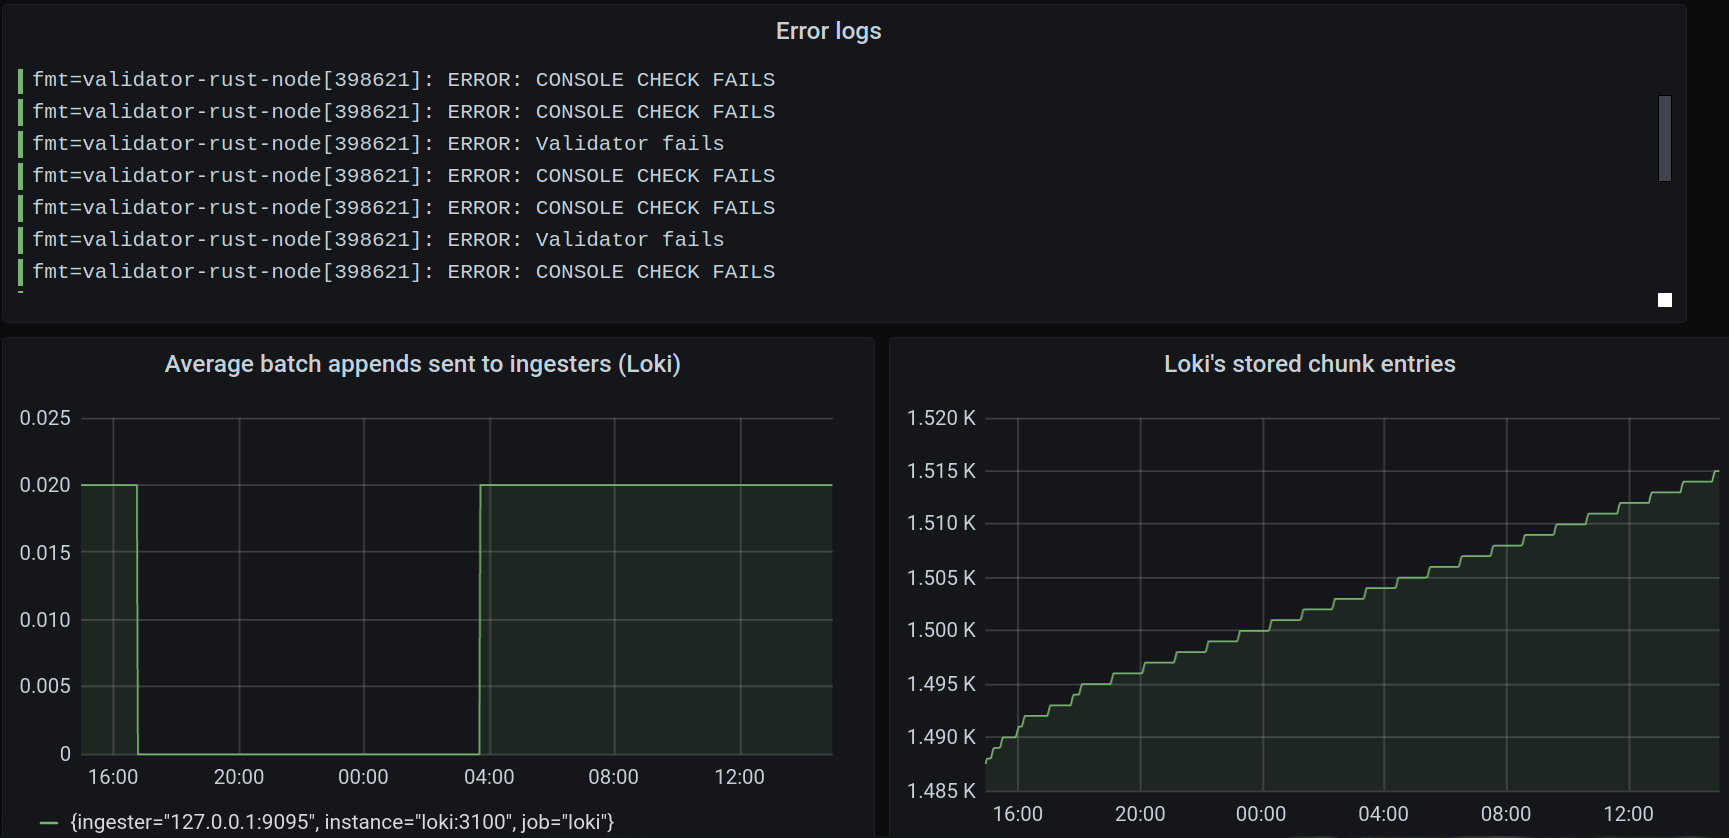 Error logs
fmt=validator-rust-node[398621]: ERROR: CONSOLE CHECK FAILS
fmt=validator-rust-node[398621]: ERROR: CONSOLE CHECK FAILS
fmt=validator-rust-node[398621]: ERROR: Validator fails
fmt=validator-rust-node[398621]: ERROR: CONSOLE CHECK FAILS
fmt=validator-rust-node[398621]: ERROR: CONSOLE CHECK FAILS
fmt=validator-rust-node[398621]: ERROR: Validator fails
fmt=validator-rust-node[398621]: ERROR: CONSOLE CHECK FAILS
Average batch appends sent to ingesters (Loki)
0.025
0.020
0.015
0.010
0.005
0
16:00 20:00 00:00 04:00 08:00 12:00
{ingester="127.0.0.1:9095", instance="loki:3100", job="loki"}
Loki's stored chunk entries
1.520 K
1.515 K
1.510 K
1.505 K
1.500 K
1.495 K
1.490 K
1.485 K
16:00 20:00 00:00 04:00 08:00 12:00